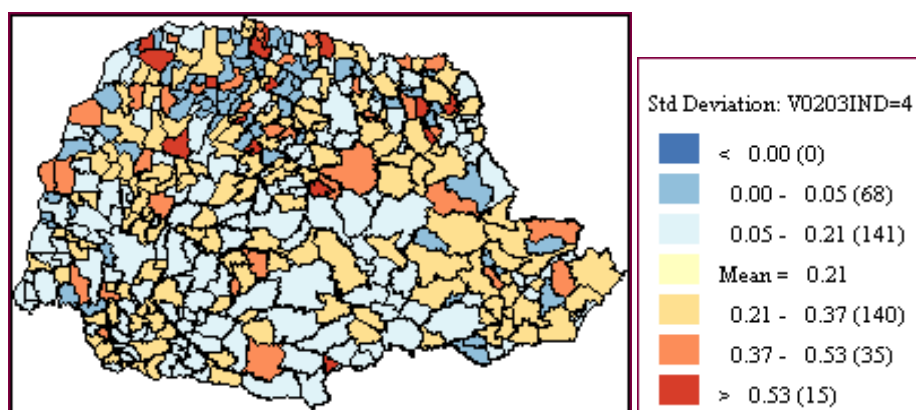 Std Deviation: V0203IND=4
< 0.00 (0)
0.00 - 0.05 (68)
0.05 - 0.21 (141)
Mean = 0.21
0.21 - 0.37 (140)
0.37 - 0.53 (35)
> 0.53 (15)